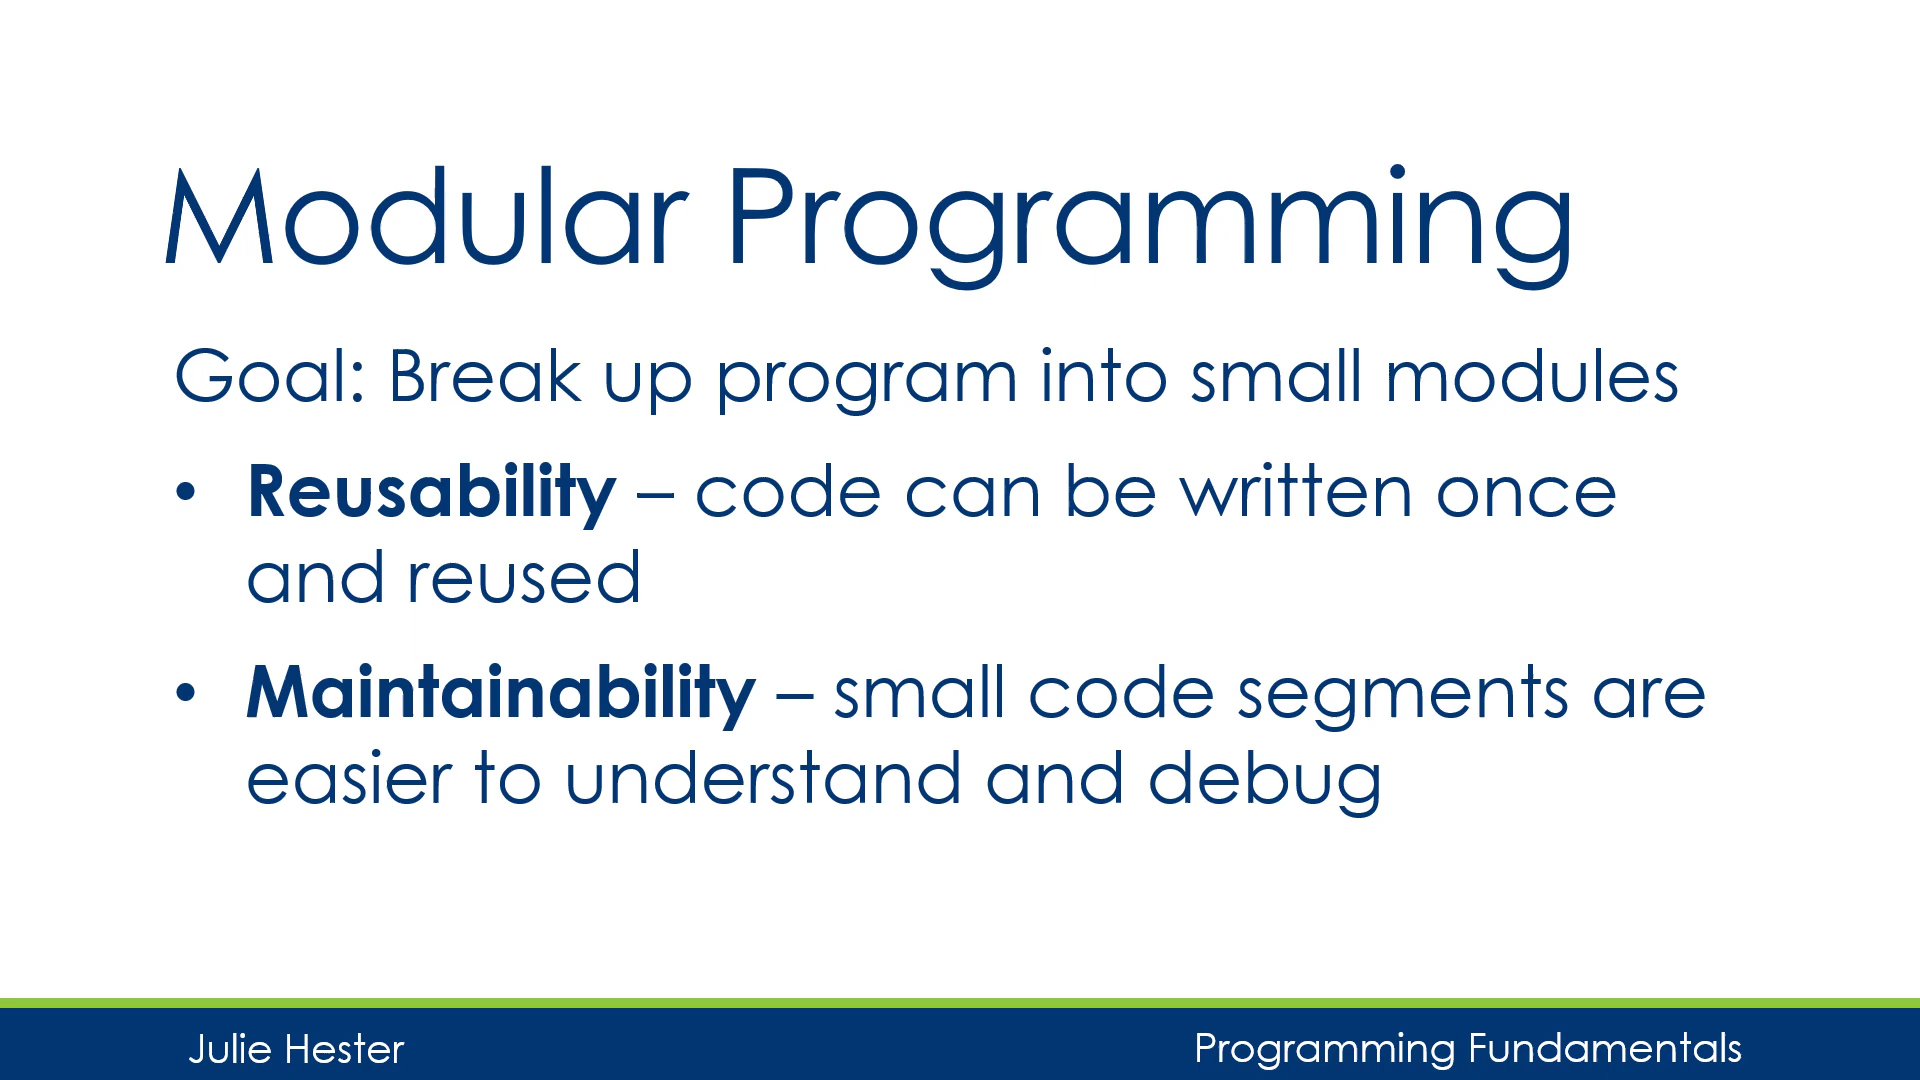 Modular Programming
Goal: Break up program into small modules
• Reusability – code can be written once
and reused
• Maintainability – small code segments are
easier to understand and debug
Julie Hester
Programming Fundamentals